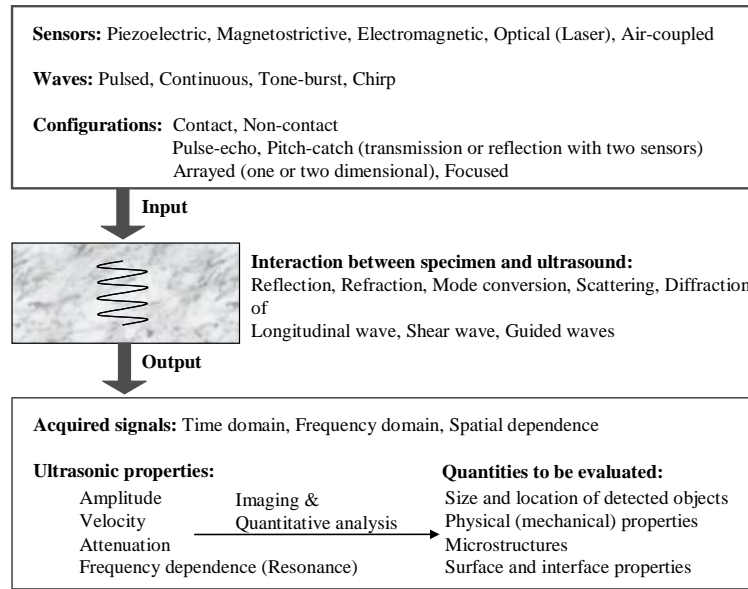 Sensors: Piezoelectric, Magnetostrictive, Electromagnetic, Optical (Laser), Air-coupled
Waves: Pulsed, Continuous, Tone-burst, Chirp
Configurations: Contact, Non-contact
Pulse-echo, Pitch-catch (transmission or reflection with two sensors)
Arrayed (one or two dimensional), Focused
Input
Interaction between specimen and ultrasound:
Reflection, Refraction, Mode conversion, Scattering, Diffraction
of
Longitudinal wave, Shear wave, Guided waves
Output
Acquired signals: Time domain, Frequency domain, Spatial dependence
Ultrasonic properties:
Amplitude
Velocity
Attenuation
Frequency dependence (Resonance)
Imaging &
Quantitative analysis
Quantities to be evaluated:
Size and location of detected objects
Physical (mechanical) properties
Microstructures
Surface and interface properties